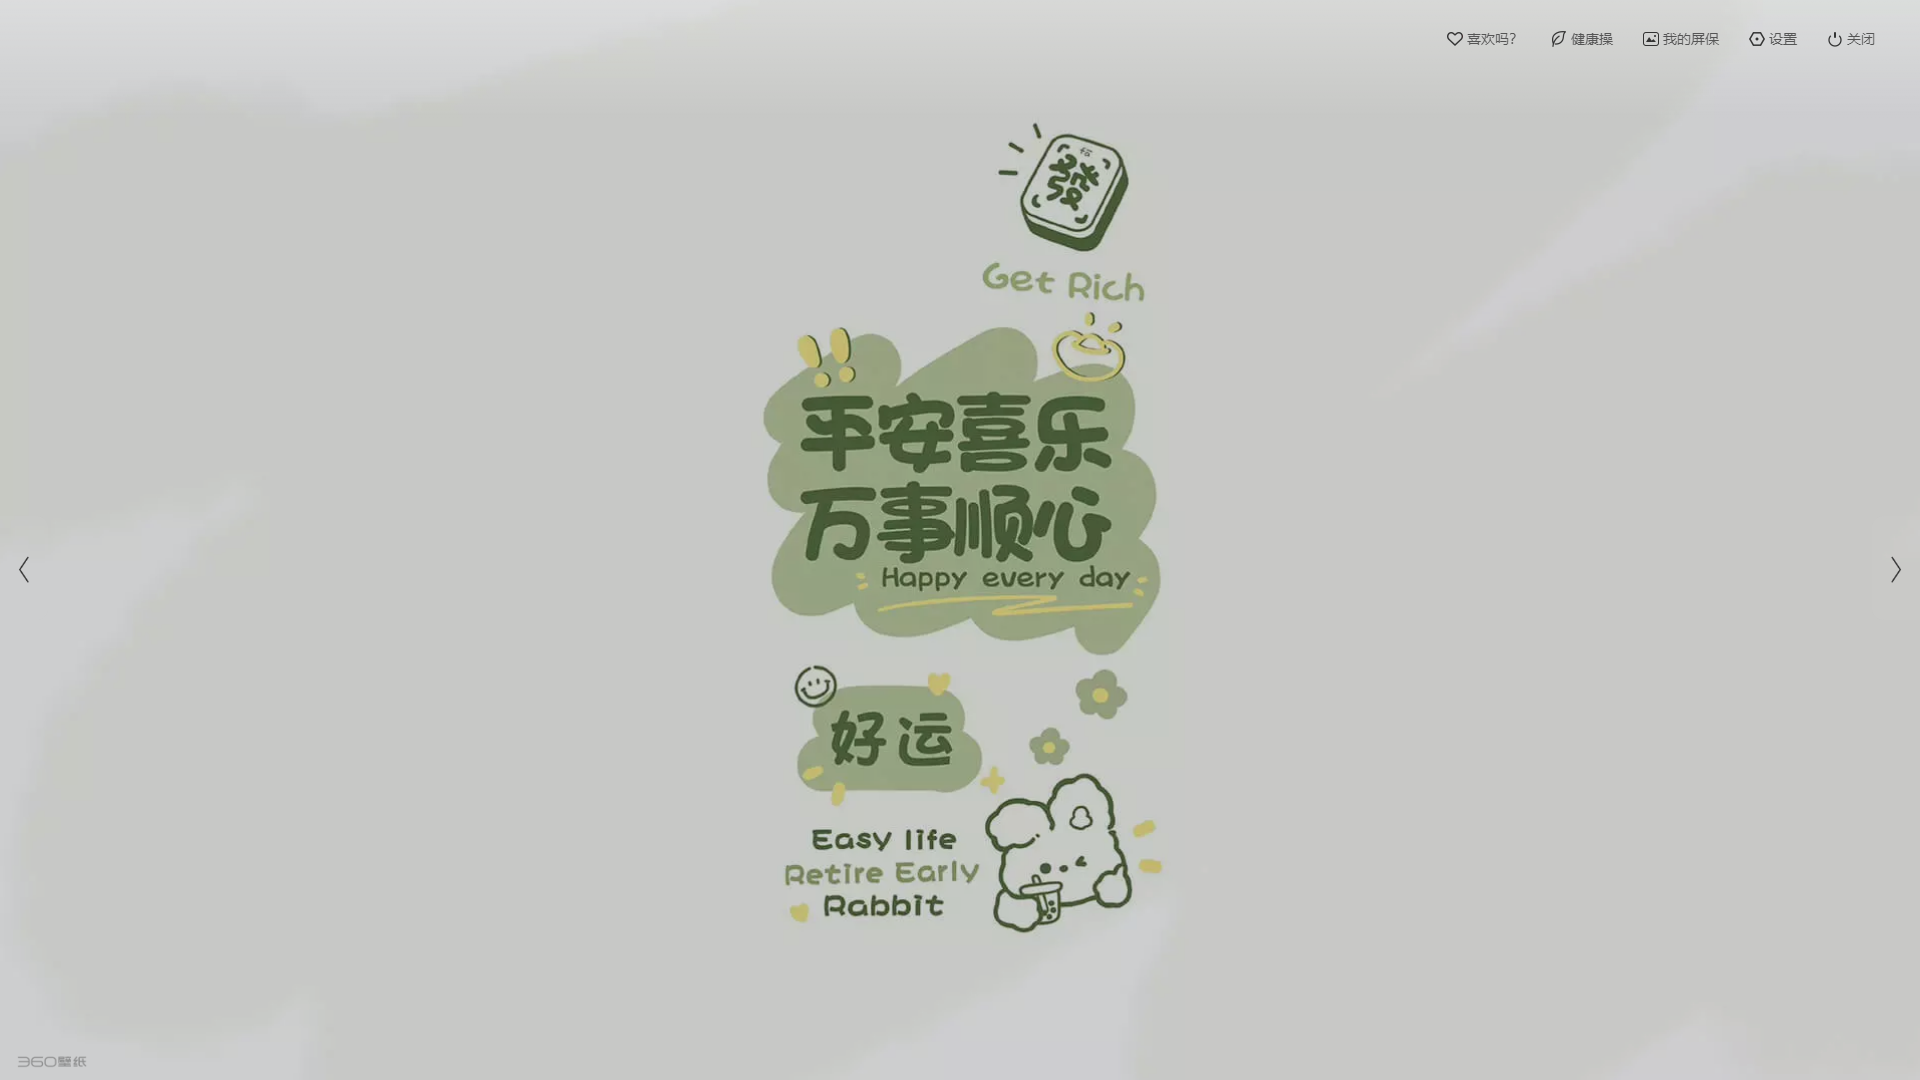 喜欢吗?
健康操
我的屏保
设置
关闭
發
Get Rich
平安喜乐
万事顺心
Happy every day
好运
Easy life
Retire Early
Rabbit
360壁纸